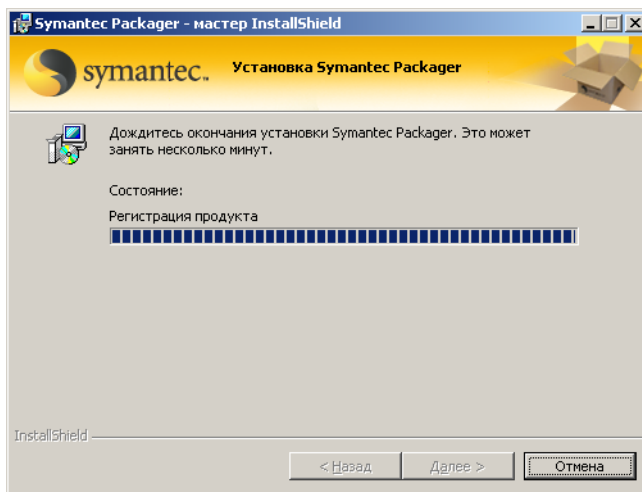 Symantec Packager - мастер InstallShield
symantec.
Установка Symantec Packager
Дождитесь окончания установки Symantec Packager. Это может
занять несколько минут.
Состояние:
Регистрация продукта
InstallShield
< Назад
Далее >
Отмена